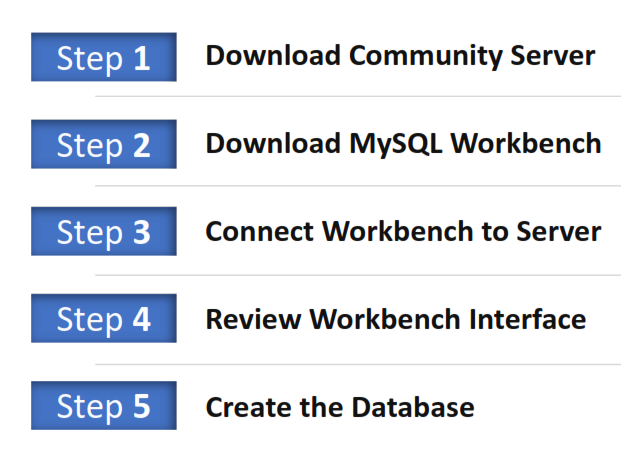 Step 1 Download Community Server
Step 2 Download MySQL Workbench
Step 3 Connect Workbench to Server
Step 4 Review Workbench Interface
Step 5 Create the Database